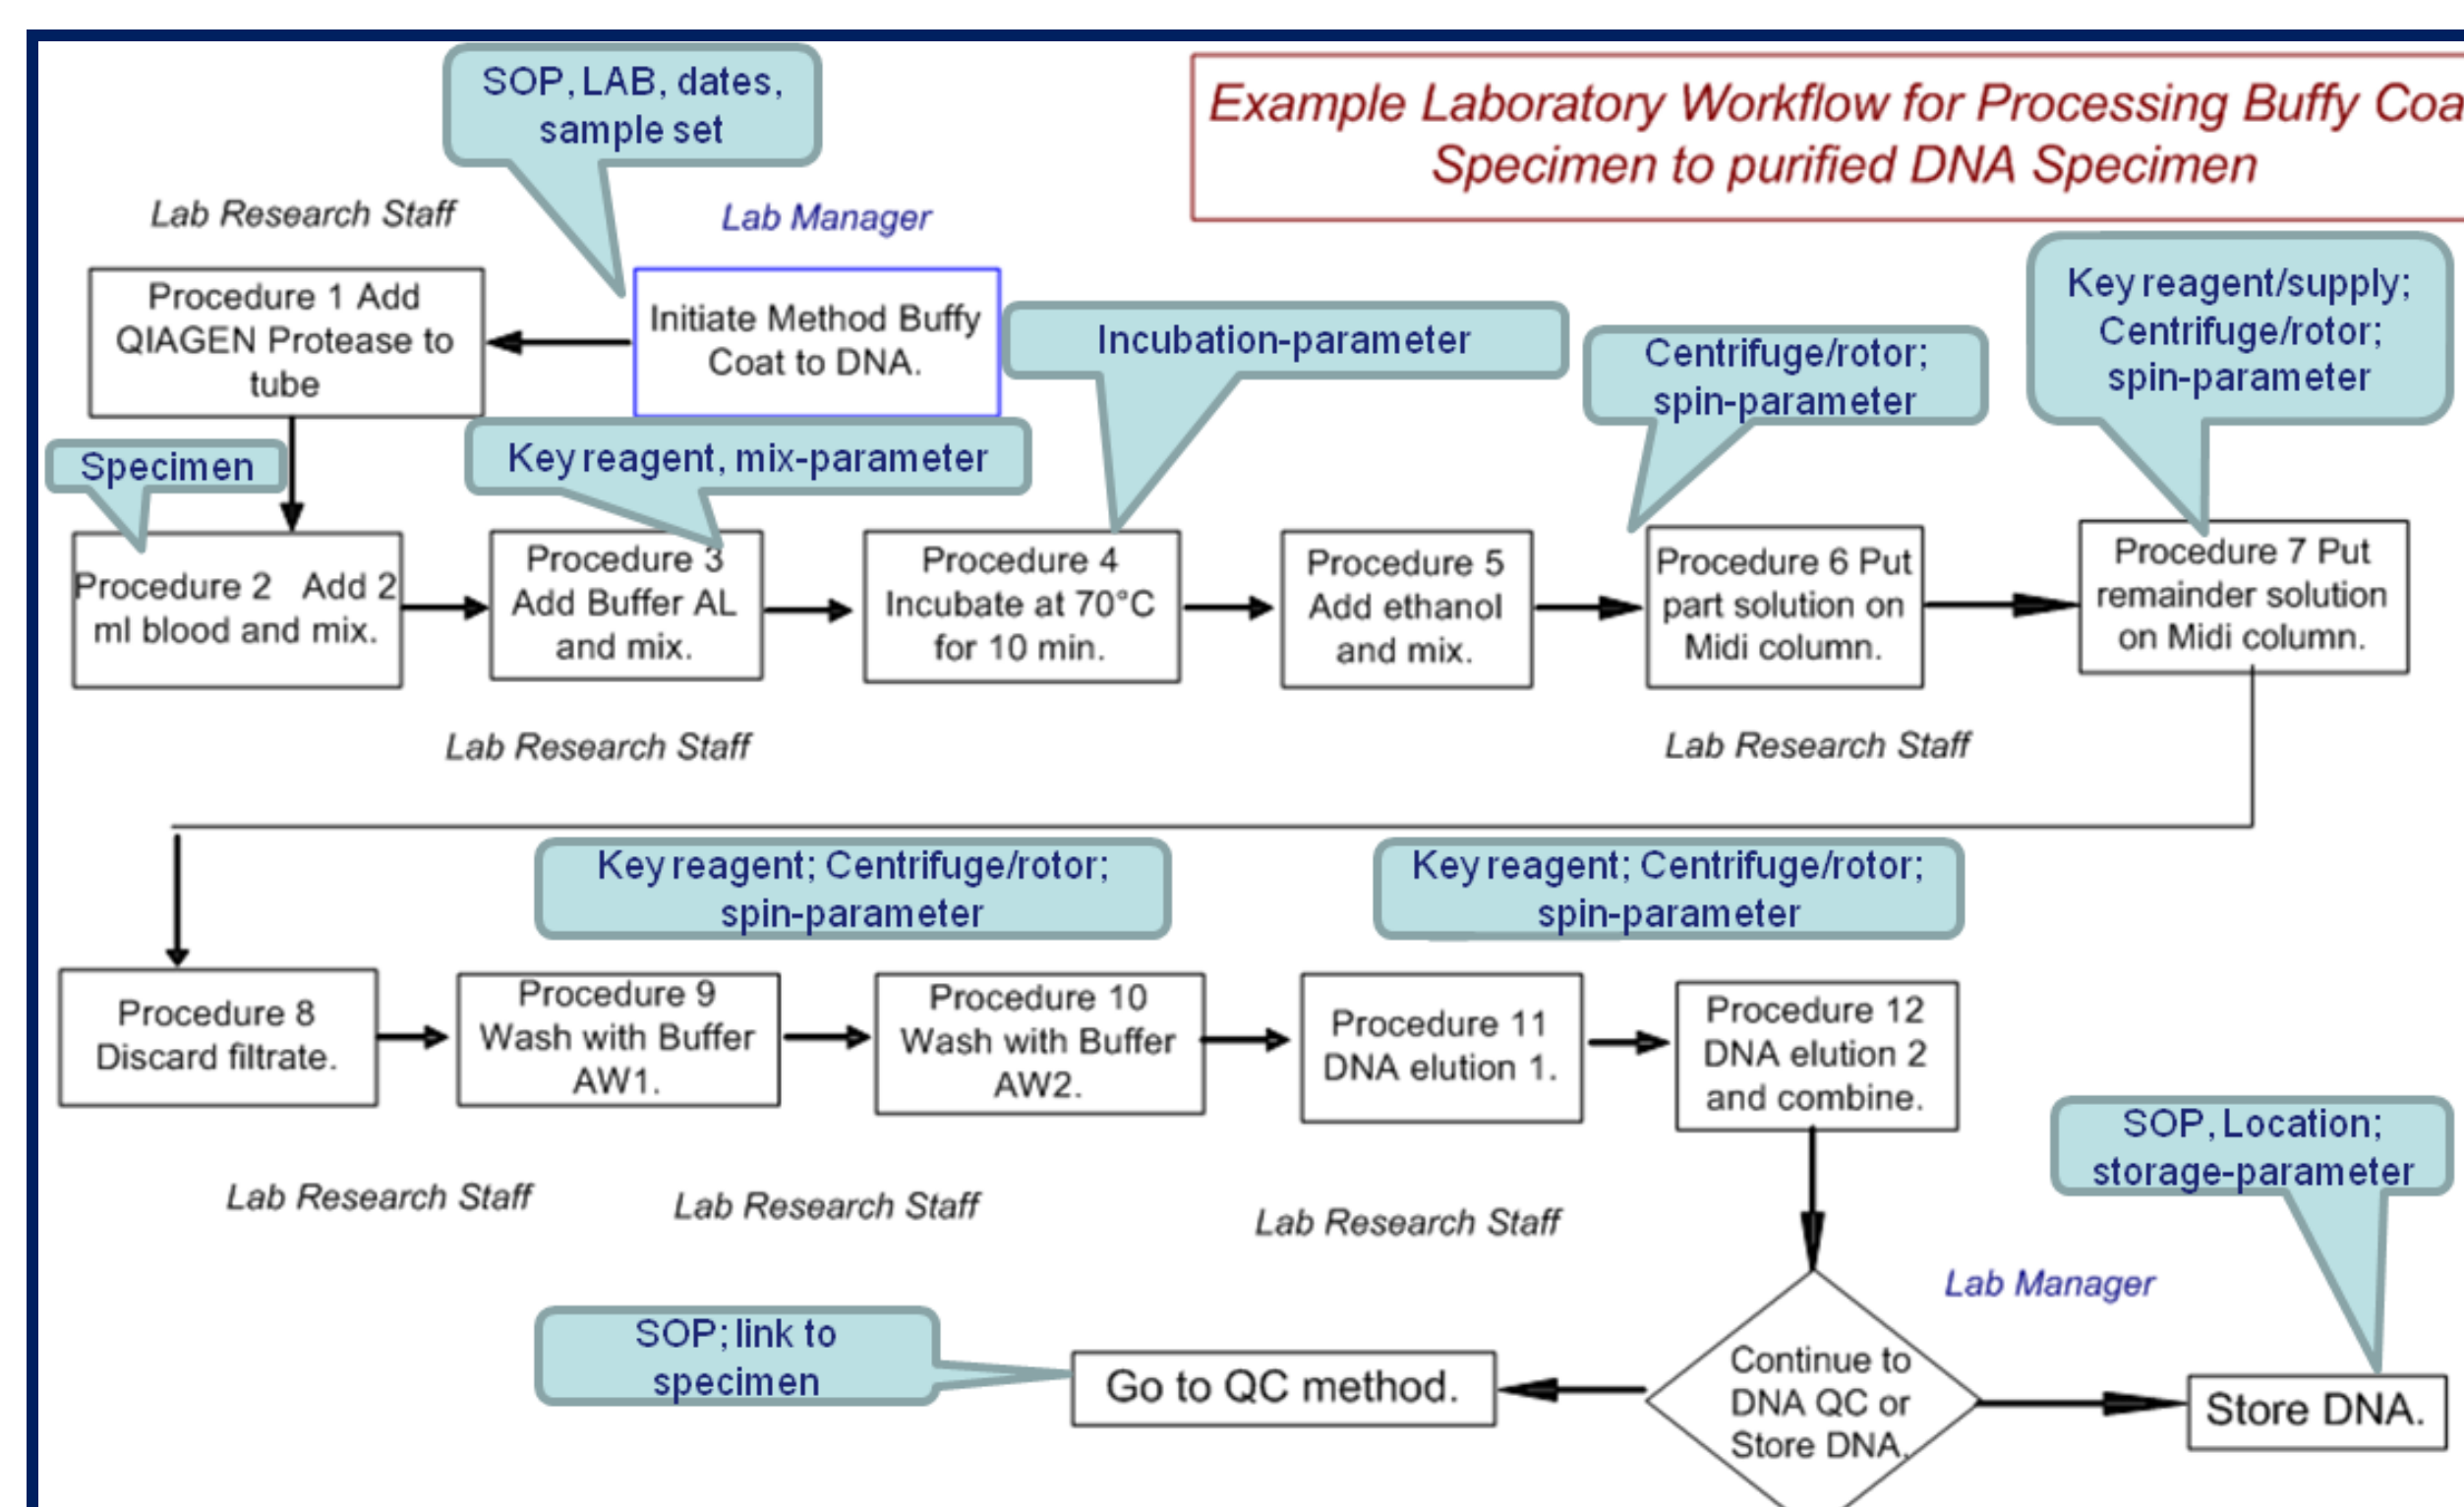 SOP, LAB, dates,
sample set
Example Laboratory Workflow for Processing Buffy Coa
Specimen to purified DNA Specimen
Lab Research Staff
Lab Manager
Procedure 1 Add
QIAGEN Protease to
tube
Initiate Method Buffy
Coat to DNA.
Incubation-parameter
Centrifuge/rotor;
spin-parameter
Key reagent/supply;
Centrifuge/rotor;
spin-parameter
Specimen
Key reagent, mix-parameter
Procedure 2 Add 2
ml blood and mix.
Procedure 3
Add Buffer AL
and mix.
Procedure 4
Incubate at 70°C
for 10 min.
Procedure 5
Add ethanol
and mix.
Procedure 6 Put
part solution on
Midi column.
Procedure 7 Put
remainder solution
on Midi column.
Lab Research Staff
Lab Research Staff
Key reagent; Centrifuge/rotor;
spin-parameter
Key reagent; Centrifuge/rotor;
spin-parameter
Procedure 8
Discard filtrate.
Procedure 9
Wash with Buffer
AW1.
Procedure 10
Wash with Buffer
AW2.
Procedure 11
DNA elution 1.
Procedure 12
DNA elution 2
and combine.
Lab Research Staff
Lab Research Staff
Lab Research Staff
SOP, Location;
storage-parameter
Lab Manager
SOP; link to
specimen
Go to QC method.
Continue to
DNA QC or
Store DNA.
Store DNA.